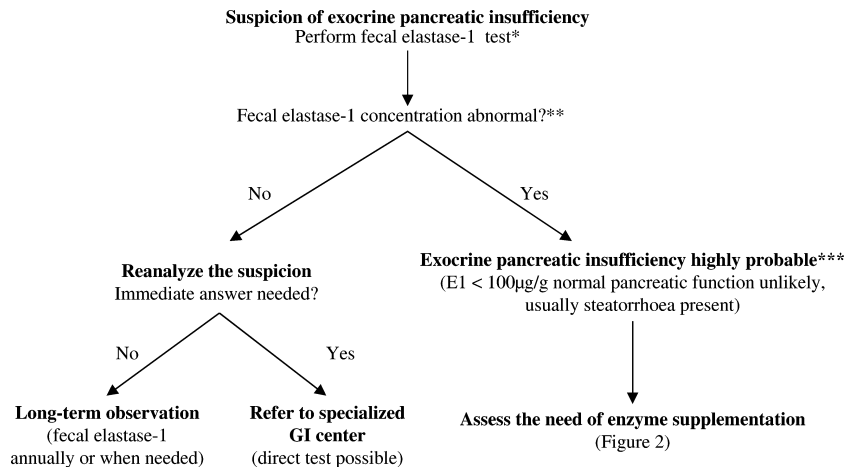 Suspicion of exocrine pancreatic insufficiency
Perform fecal elastase-1 test*
Fecal elastase-1 concentration abnormal?**
No
Yes
Reanalyze the suspicion
Immediate answer needed?
Exocrine pancreatic insufficiency highly probable***
(E1 < 100µg/g normal pancreatic function unlikely,
usually steatorrhoea present)
No
Yes
Long-term observation
(fecal elastase-1
annually or when needed)
Refer to specialized
GI center
(direct test possible)
Assess the need of enzyme supplementation
(Figure 2)